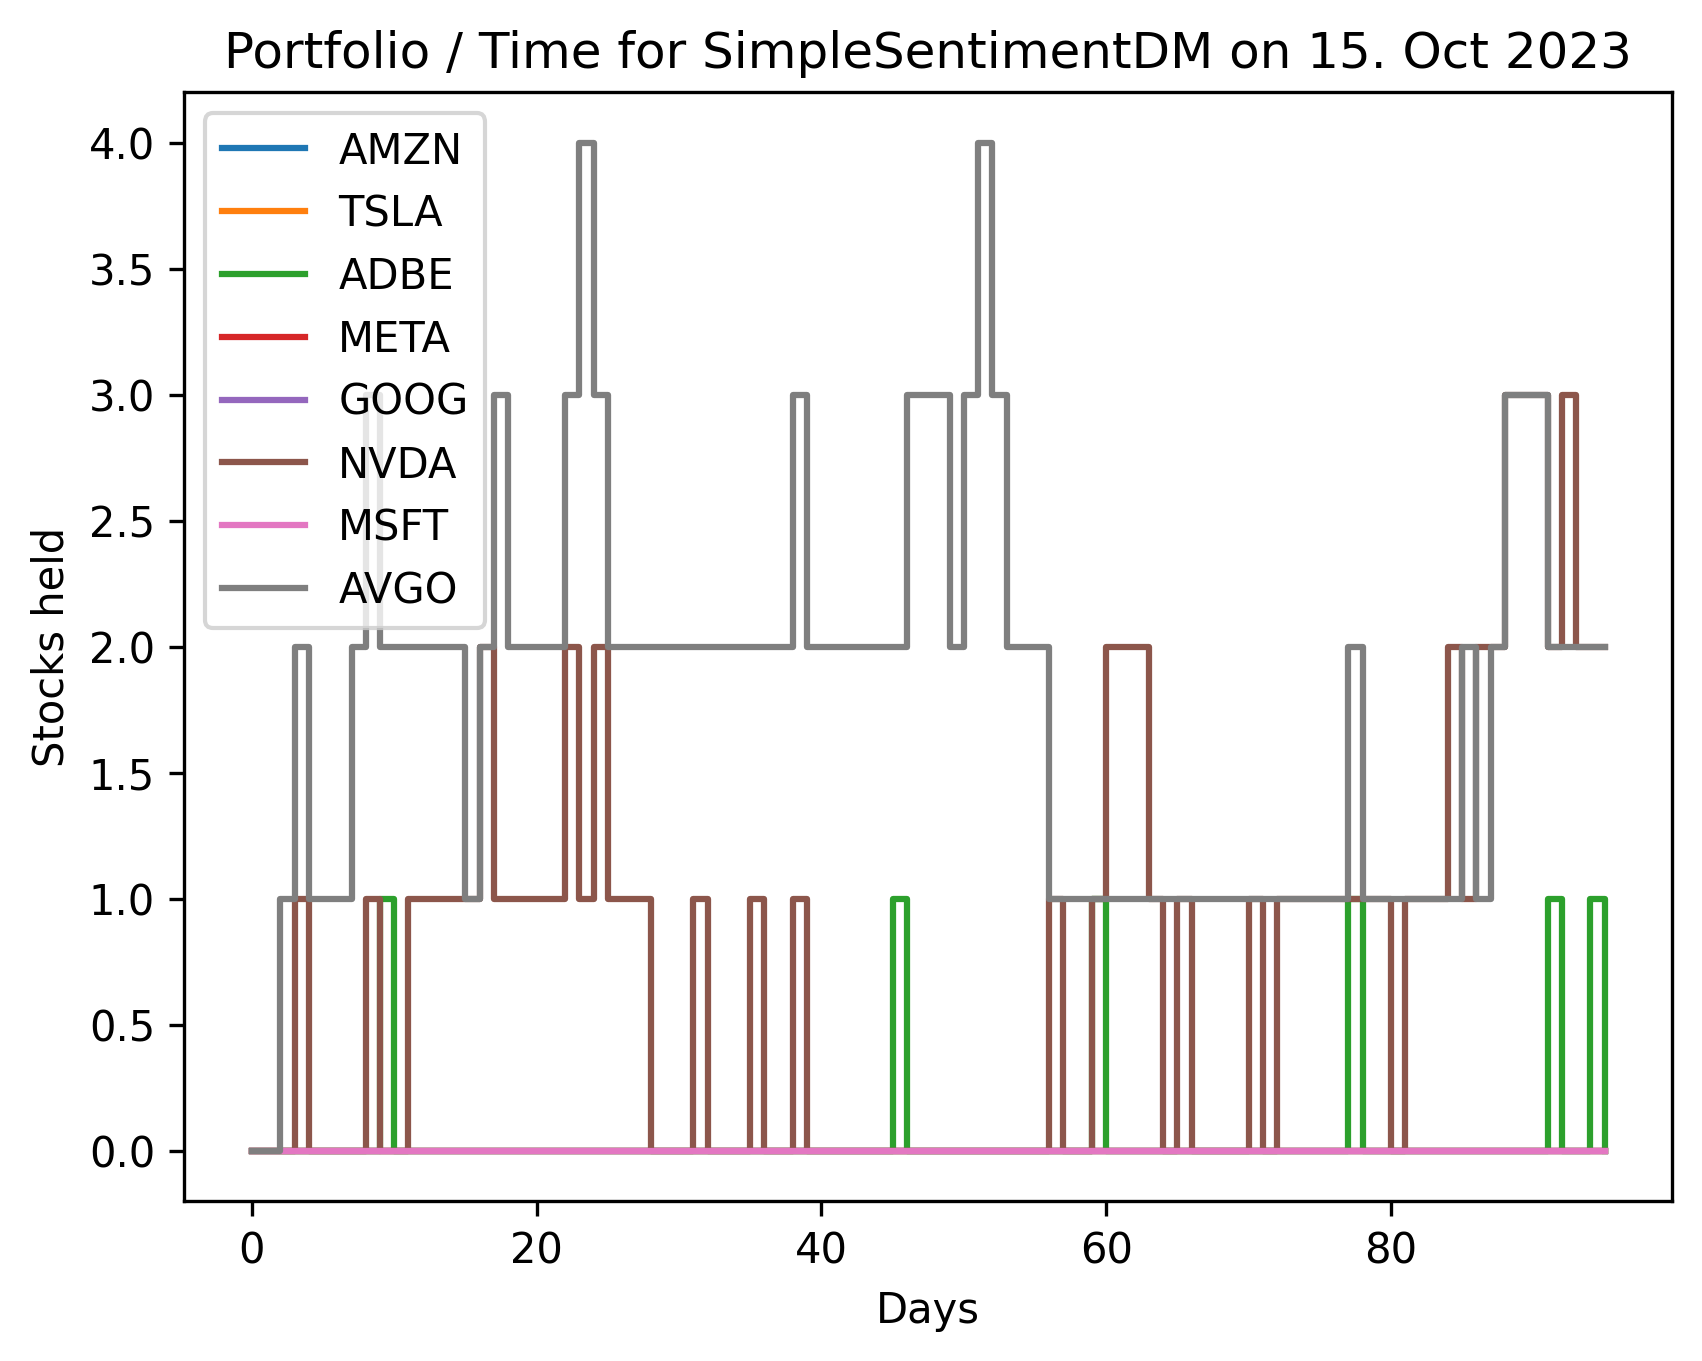 Portfolio / Time for SimpleSentimentDM on 15. Oct 2023
4.0
3.5
3.0
2.5
2.0
1.5
1.0
0.5
0.0
Stocks held
AMZN
TSLA
ADBE
META
GOOG
NVDA
MSFT
AVGO
0 20 40 60 80
Days